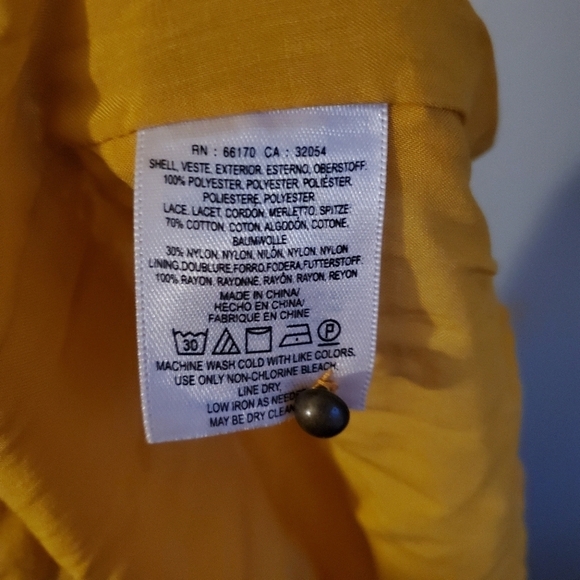 RN : 66170 CA : 32054
SHELL, VESTE, EXTERIOR, ESTERNO, OBERSTOFF.
100% POLYESTER, POLYESTER, POLIÉSTER,
POLIESTERE, POLYESTER
LACE, LACET, CORDÓN, MERLETTO, SPITZE
70% COTTON, COTON, ALGODÓN, COTONE,
BAUMWOLLE
30% NYLON, NYLON, NILÓN, NYLON, NYLON
LINING,DOUBLURE,FORRO,FODERA,FUTTERSTOFF.
100% RAYON, RAYONNE, RAYÓN, RAYON, REYON
MADE IN CHINA/
HECHO EN CHINA/
FABRIQUE EN CHINE
30 P
MACHINE WASH COLD WITH LIKE COLORS,
USE ONLY NON-CHLORINE BLEACH,
LINE DRY,
LOW IRON AS
MAY BE DRY